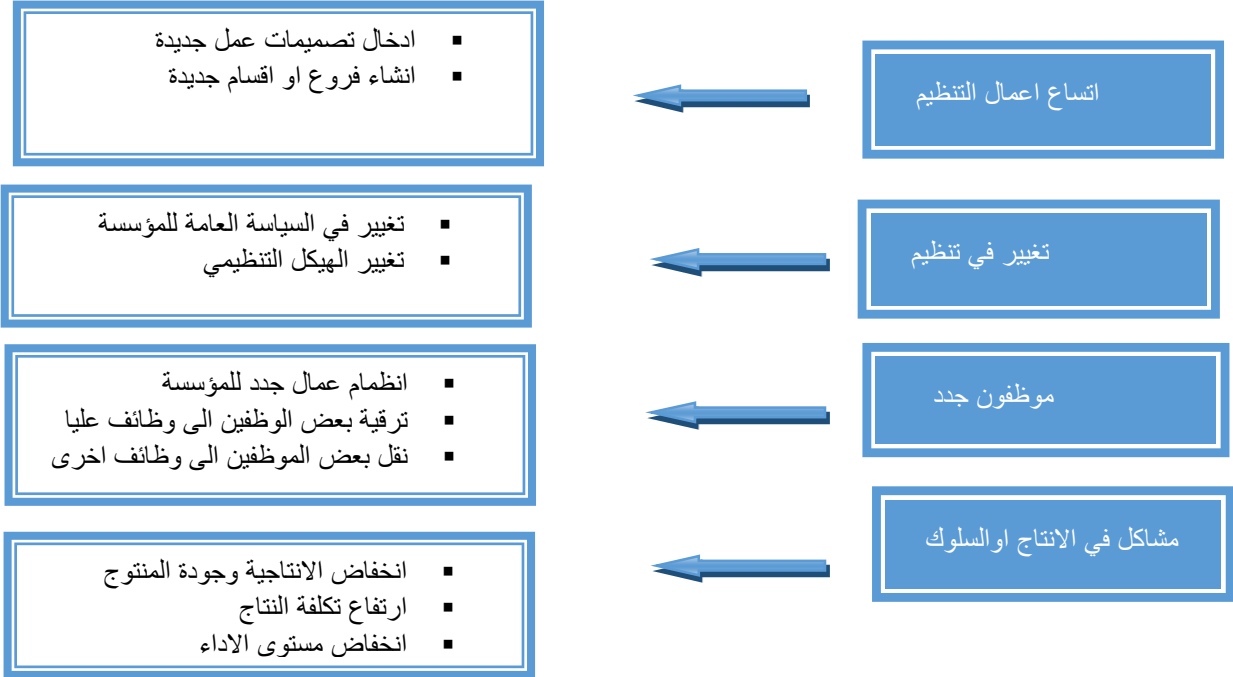 اتساع اعمال التنظيم
▪ ادخال تصميمات عمل جديدة
▪ انشاء فروع او اقسام جديدة
تغيير في تنظيم
▪ تغيير في السياسة العامة للمؤسسة
▪ تغيير الهيكل التنظيمي
موظفون جدد
▪ انظمام عمال جدد للمؤسسة
▪ ترقية بعض الوظفين الى وظائف عليا
▪ نقل بعض الموظفين الى وظائف اخرى
مشاكل في الانتاج اوالسلوك
▪ انخفاض الانتاجية وجودة المنتوج
▪ ارتفاع تكلفة النتاج
▪ انخفاض مستوى الاداء